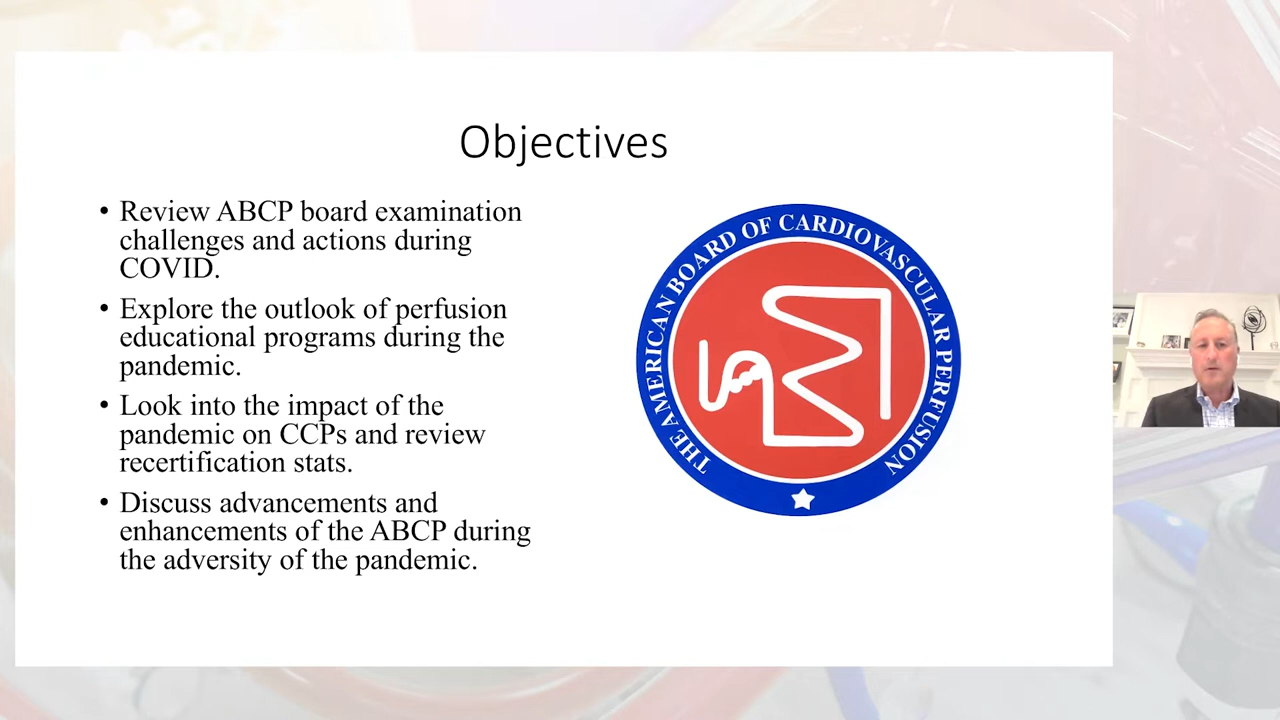 Objectives
• Review ABCP board examination
challenges and actions during
COVID.
• Explore the outlook of perfusion
educational programs during the
pandemic.
• Look into the impact of the
pandemic on CCPs and review
recertification stats.
• Discuss advancements and
enhancements of the ABCP during
the adversity of the pandemic.
THE AMERICAN BOARD OF CARDIOVASCULAR PERFUSION